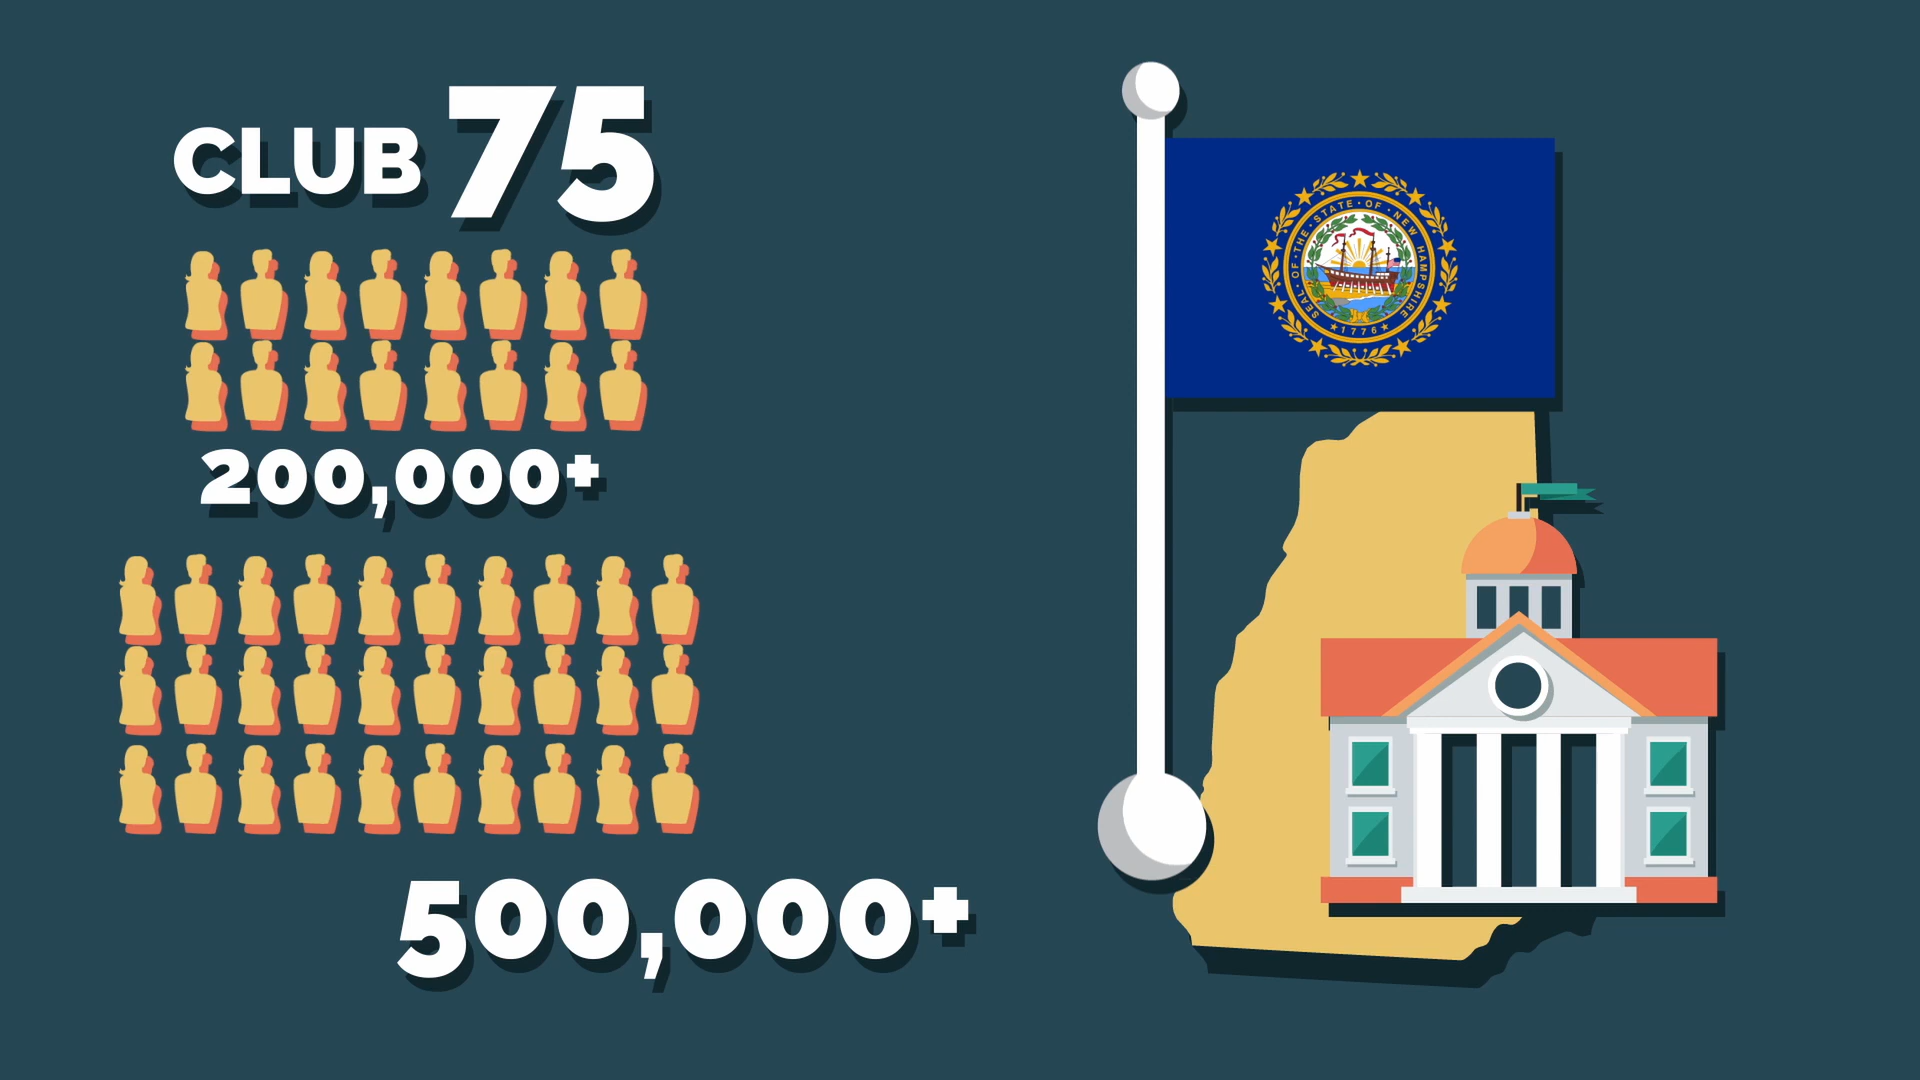 CLUB 75
200,000+
500,000+
SEAL · OF · THE · STATE · OF · NEW HAMPSHIRE
1776